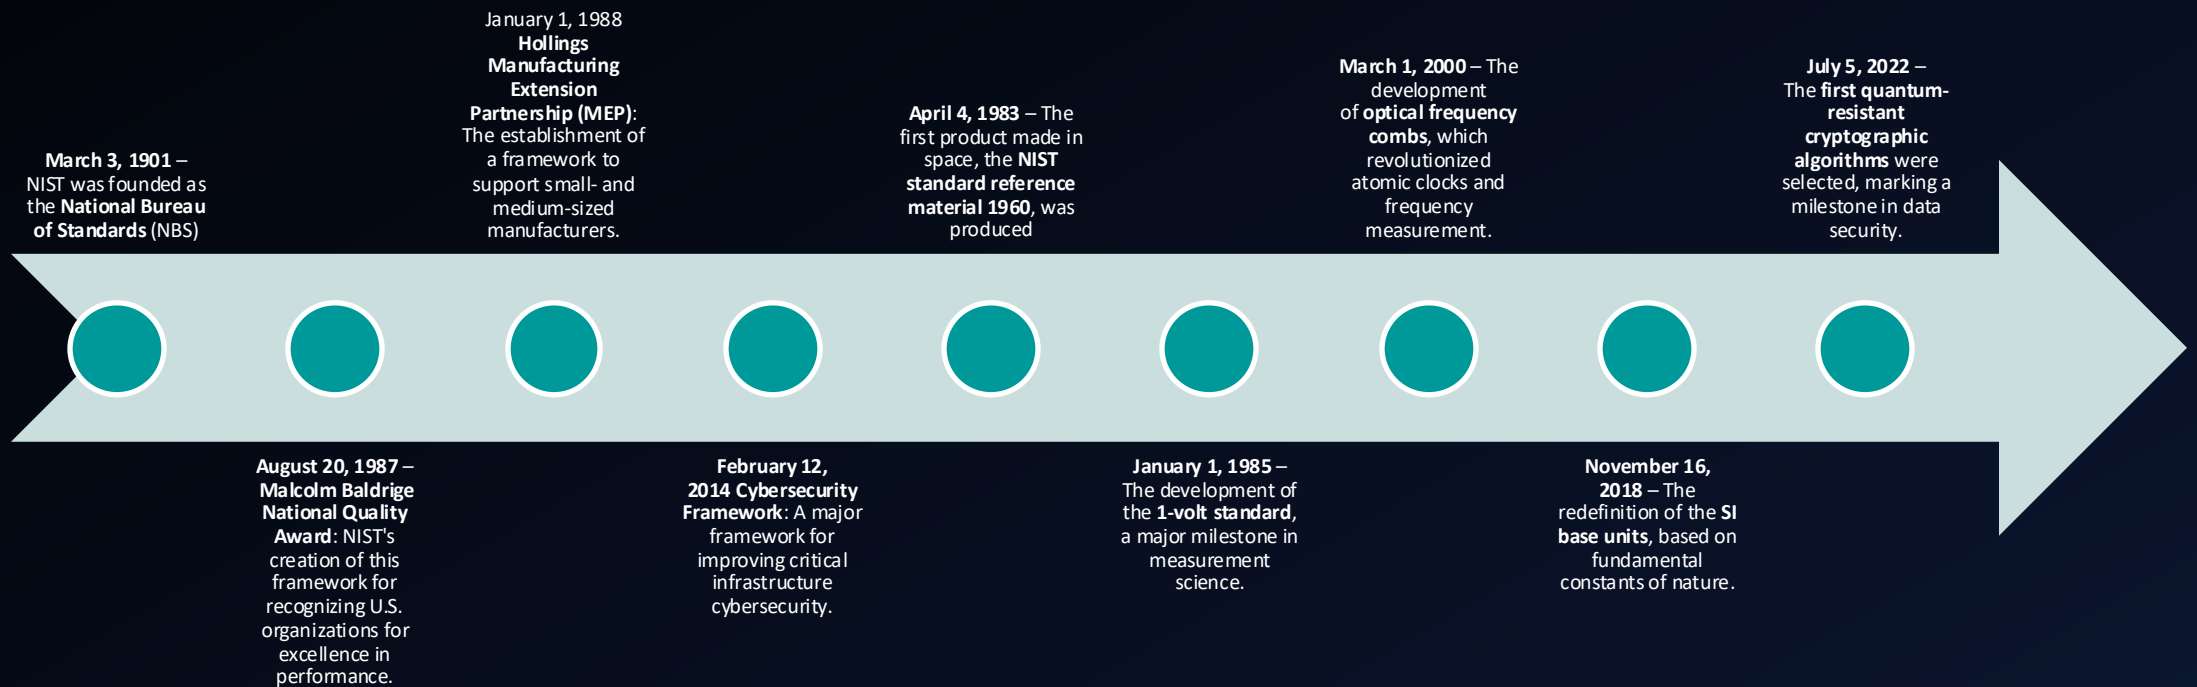 March 3, 1901 –
NIST was founded as
the National Bureau
of Standards (NBS)
August 20, 1987 –
Malcolm Baldrige
National Quality
Award: NIST's
creation of this
framework for
recognizing U.S.
organizations for
excellence in
performance.
January 1, 1988
Hollings
Manufacturing
Extension
Partnership (MEP):
The establishment of
a framework to
support small- and
medium-sized
manufacturers.
February 12,
2014 Cybersecurity
Framework: A major
framework for
improving critical
infrastructure
cybersecurity.
April 4, 1983 – The
first product made in
space, the NIST
standard reference
material 1960, was
produced
January 1, 1985 –
The development of
the 1-volt standard,
a major milestone in
measurement
science.
March 1, 2000 – The
development
of optical frequency
combs, which
revolutionized
atomic clocks and
frequency
measurement.
November 16,
2018 – The
redefinition of the SI
base units, based on
fundamental
constants of nature.
July 5, 2022 –
The first quantum-
resistant
cryptographic
algorithms were
selected, marking a
milestone in data
security.